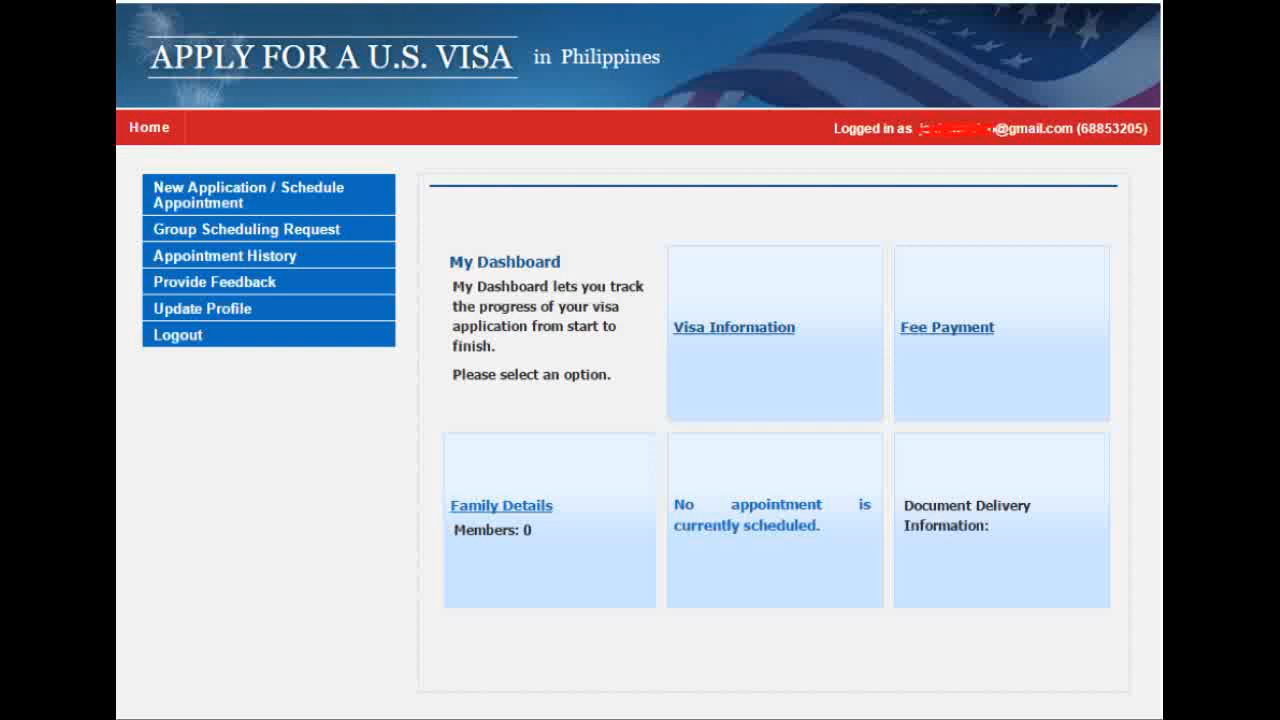 APPLY FOR A U.S. VISA in Philippines
Home
Logged in as @gmail.com (68853205)
New Application / Schedule
Appointment
Group Scheduling Request
Appointment History
Provide Feedback
Update Profile
Logout
My Dashboard
My Dashboard lets you track
the progress of your visa
application from start to
finish.
Please select an option.
Visa Information
Fee Payment
Family Details
Members: 0
No appointment is
currently scheduled.
Document Delivery
Information: